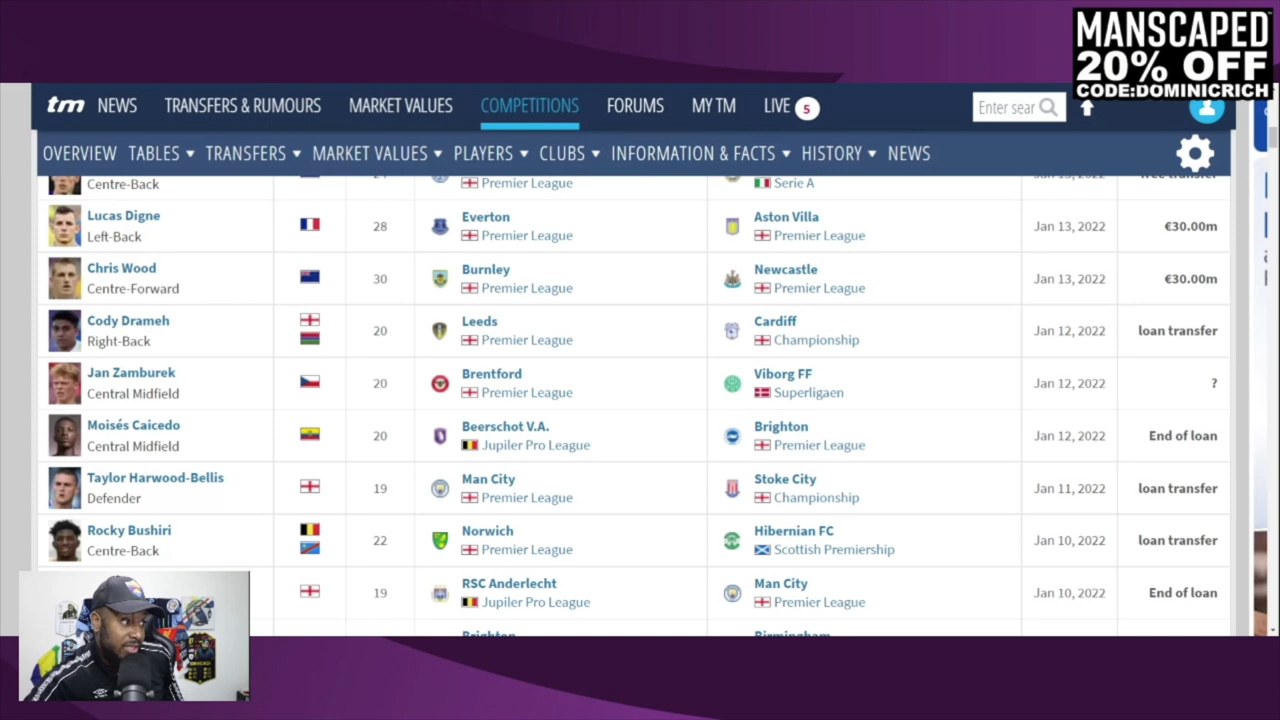 MANSCAPED
20% OFF
CODE:DOMINICRICH
tm NEWS TRANSFERS & RUMOURS MARKET VALUES COMPETITIONS FORUMS MY TM LIVE 5 Enter sear
OVERVIEW TABLES TRANSFERS MARKET VALUES PLAYERS CLUBS INFORMATION & FACTS HISTORY NEWS
Centre-Back Premier League Serie A
Lucas Digne Everton Aston Villa
Left-Back 28 Premier League Premier League Jan 13, 2022 €30.00m
Chris Wood Burnley Newcastle
Centre-Forward 30 Premier League Premier League Jan 13, 2022 €30.00m
Cody Drameh Leeds Cardiff
Right-Back 20 Premier League Championship Jan 12, 2022 loan transfer
Jan Zamburek Brentford Viborg FF
Central Midfield 20 Premier League Superligaen Jan 12, 2022 ?
Moisés Caicedo Beerschot V.A. Brighton
Central Midfield 20 Jupiler Pro League Premier League Jan 12, 2022 End of loan
Taylor Harwood-Bellis Man City Stoke City
Defender 19 Premier League Championship Jan 11, 2022 loan transfer
Rocky Bushiri Norwich Hibernian FC
Centre-Back 22 Premier League Scottish Premiership Jan 10, 2022 loan transfer
RSC Anderlecht Man City
19 Jupiler Pro League Premier League Jan 10, 2022 End of loan
Brighton Birmingham